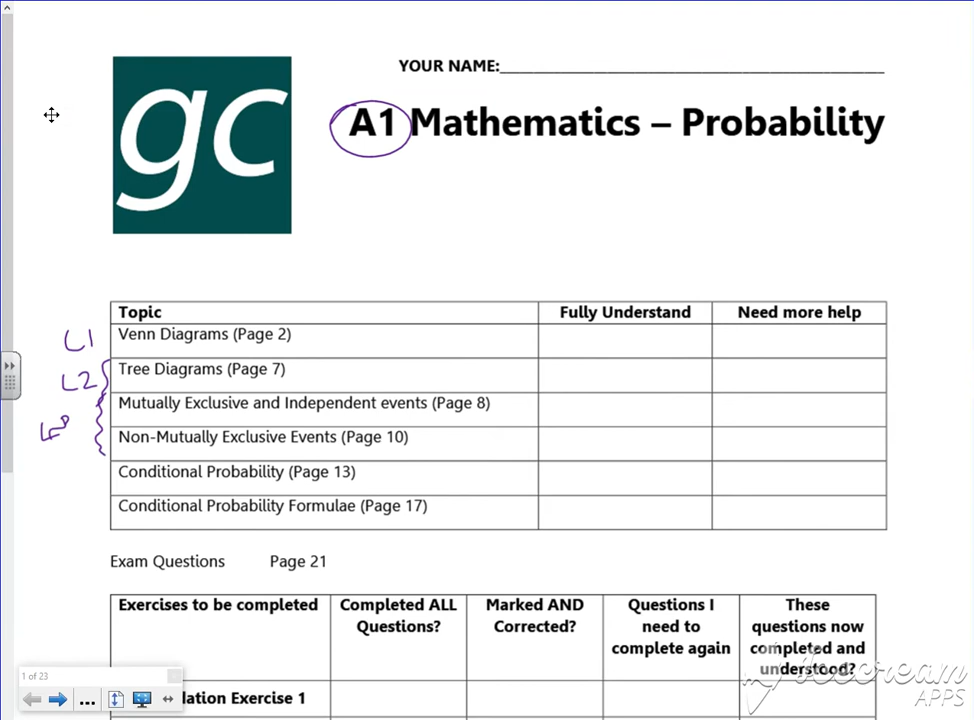 YOUR NAME:
gc
A1 Mathematics – Probability
Topic Fully Understand Need more help
L1 Venn Diagrams (Page 2)
L2 Tree Diagrams (Page 7)
Mutually Exclusive and Independent events (Page 8)
Non-Mutually Exclusive Events (Page 10)
Conditional Probability (Page 13)
Conditional Probability Formulae (Page 17)
Exam Questions Page 21
Exercises to be completed Completed ALL Questions? Marked AND Corrected? Questions I need to complete again These questions now completed and understood?
lation Exercise 1
1 of 23
Icecream
APPS